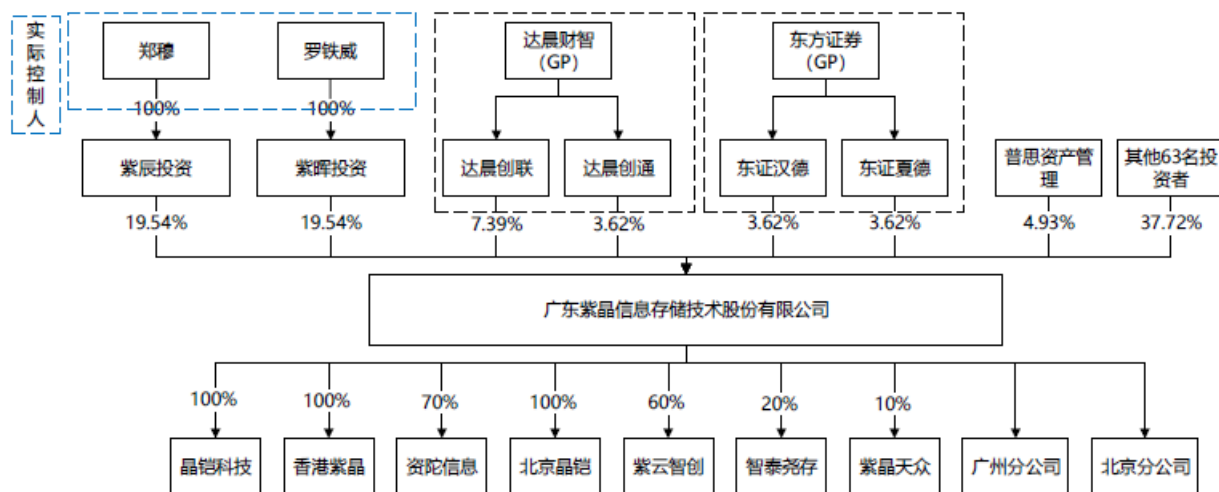 实
际
控
制
人
郑穆
罗铁威
达晨财智
（GP）
东方证券
（GP）
100%
100%
紫辰投资
紫晖投资
达晨创联
达晨创通
东证汉德
东证夏德
普思资产管
理
其他63名投
资者
19.54%
19.54%
7.39%
3.62%
3.62%
3.62%
4.93%
37.72%
广东紫晶信息存储技术股份有限公司
100%
100%
70%
100%
60%
20%
10%
晶铠科技
香港紫晶
资陀信息
北京晶铠
紫云智创
智泰尧存
紫晶天众
广州分公司
北京分公司